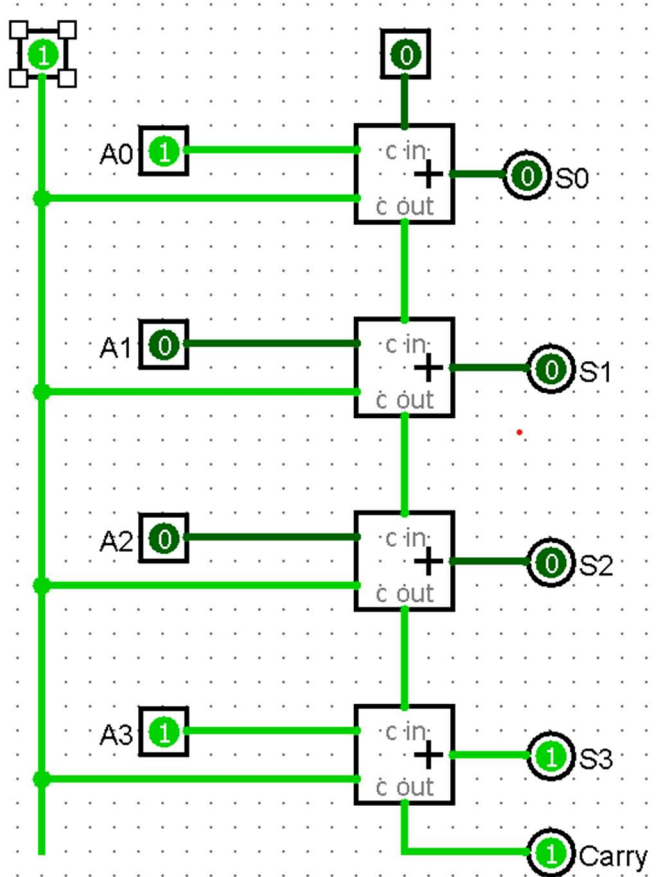 1
0
A0 1
c in
+
c out
0 S0
A1 0
c in
+
c out
0 S1
A2 0
c in
+
c out
0 S2
A3 1
c in
+
c out
1 S3
1 Carry